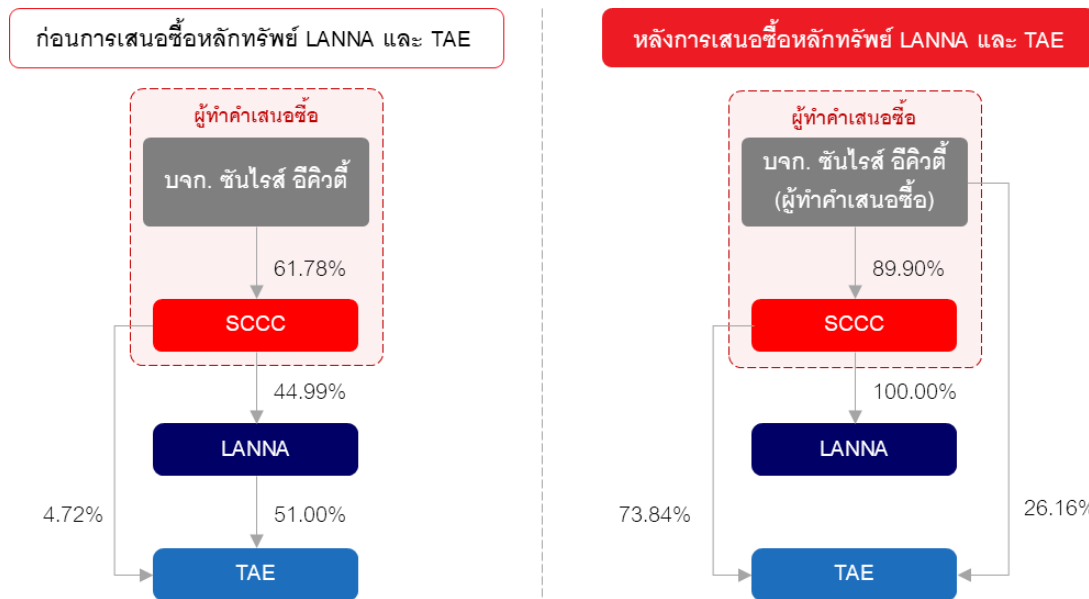 ก่อนการเสนอซื้อหลักทรัพย์ LANNA และ TAE
ผู้ทำคำเสนอซื้อ
บจก. ซันไรส์ อีคิวตี้
61.78%
SCCC
44.99%
LANNA
4.72%
51.00%
TAE
หลังการเสนอซื้อหลักทรัพย์ LANNA และ TAE
ผู้ทำคำเสนอซื้อ
บจก. ซันไรส์ อีคิวตี้
(ผู้ทำคำเสนอซื้อ)
89.90%
SCCC
100.00%
LANNA
73.84%
26.16%
TAE